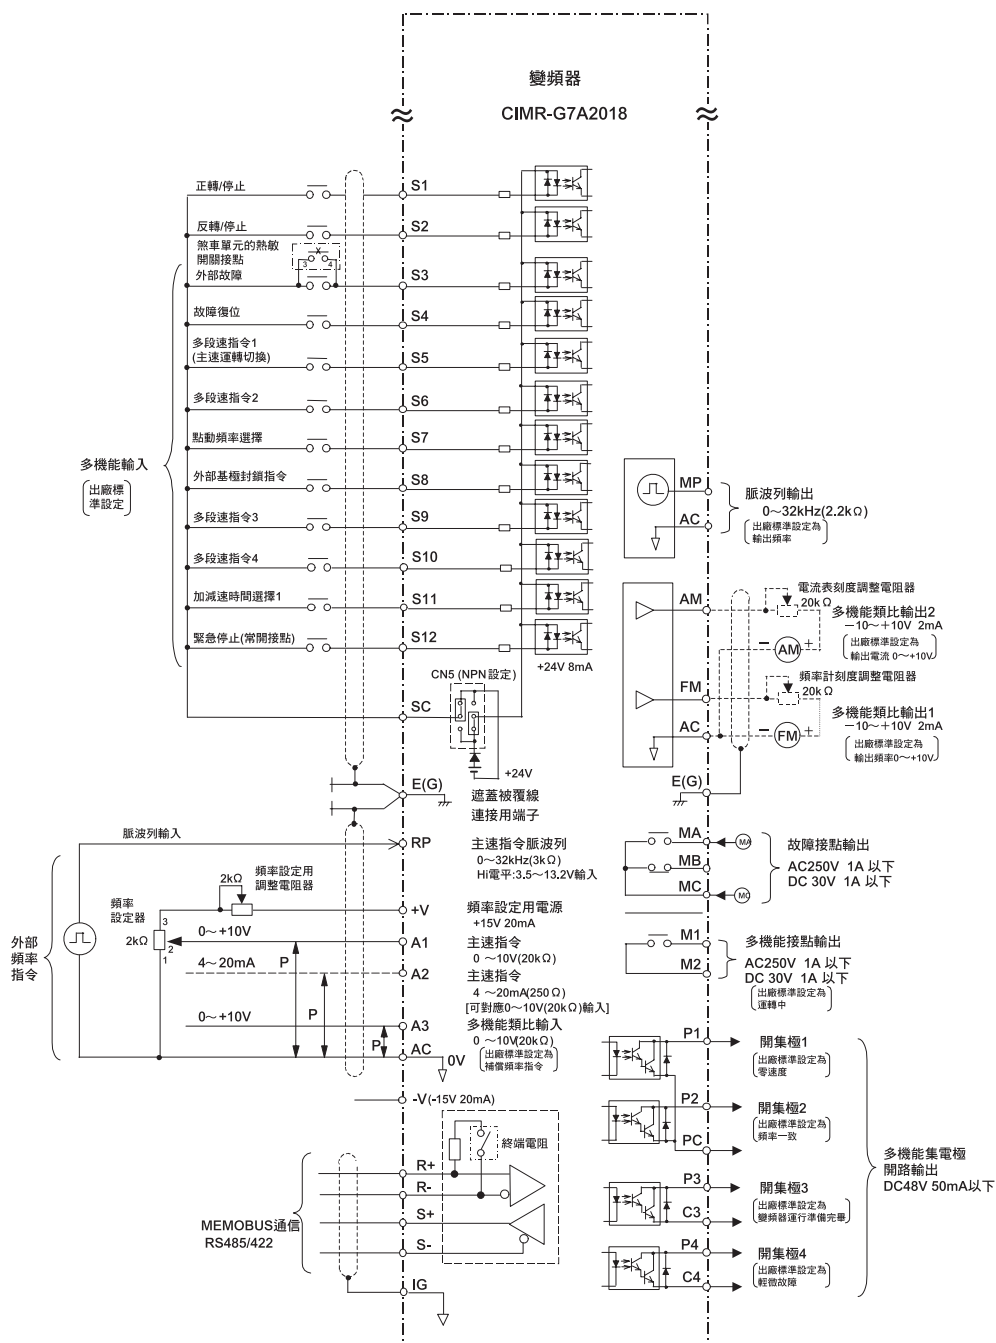 變頻器
CIMR-G7A2018
正轉/停止
S1
反轉/停止
S2
煞車單元的熱敏
開關接點
X
3 4
外部故障
S3
故障復位
S4
多段速指令1
(主速運轉切換)
S5
多段速指令2
S6
點動頻率選擇
S7
外部基極封鎖指令
S8
多段速指令3
S9
多段速指令4
S10
加減速時間選擇1
S11
緊急停止(常開接點)
S12
多機能輸入
出廠標
準設定
+24V 8mA
CN5 (NPN設定)
SC
+24V
E(G)
遮蓋被覆線
連接用端子
MP
AC
脈波列輸出
0～32kHz(2.2kΩ)
出廠標準設定為
輸出頻率
AM
電流表刻度調整電阻器
20kΩ
多機能類比輸出2
－10～＋10V 2mA
出廠標準設定為
輸出電流 0～+10V
－ AM +
FM
頻率計刻度調整電阻器
20kΩ
多機能類比輸出1
－10～＋10V 2mA
出廠標準設定為
輸出頻率0～+10V
AC
－ FM +
E(G)
脈波列輸入
RP
主速指令脈波列
0～32kHz(3kΩ)
Hi電平:3.5～13.2V輸入
頻率設定用
調整電阻器
2kΩ
+V
頻率設定用電源
+15V 20mA
頻率
設定器
2kΩ
3
2
1
0～+10V
A1
主速指令
0 ～10V(20kΩ)
4～20mA
P
A2
主速指令
4 ～20mA(250Ω)
[可對應0～10V(20kΩ)輸入]
0～+10V
P
A3
多機能類比輸入
0 ～10V(20kΩ)
出廠標準設定為
補償頻率指令
P
AC
0V
外部
頻率
指令
-V(-15V 20mA)
終端電阻
R+
R-
S+
S-
IG
MEMOBUS通信
RS485/422
MA
MA
MB
MC
MC
故障接點輸出
AC250V 1A 以下
DC 30V 1A 以下
M1
M2
多機能接點輸出
AC250V 1A 以下
DC 30V 1A 以下
出廠標準設定為
運轉中
P1
開集極1
出廠標準設定為
零速度
P2
開集極2
出廠標準設定為
頻率一致
PC
P3
開集極3
出廠標準設定為
變頻器運行準備完畢
C3
P4
開集極4
出廠標準設定為
輕微故障
C4
多機能集電極
開路輸出
DC48V 50mA以下